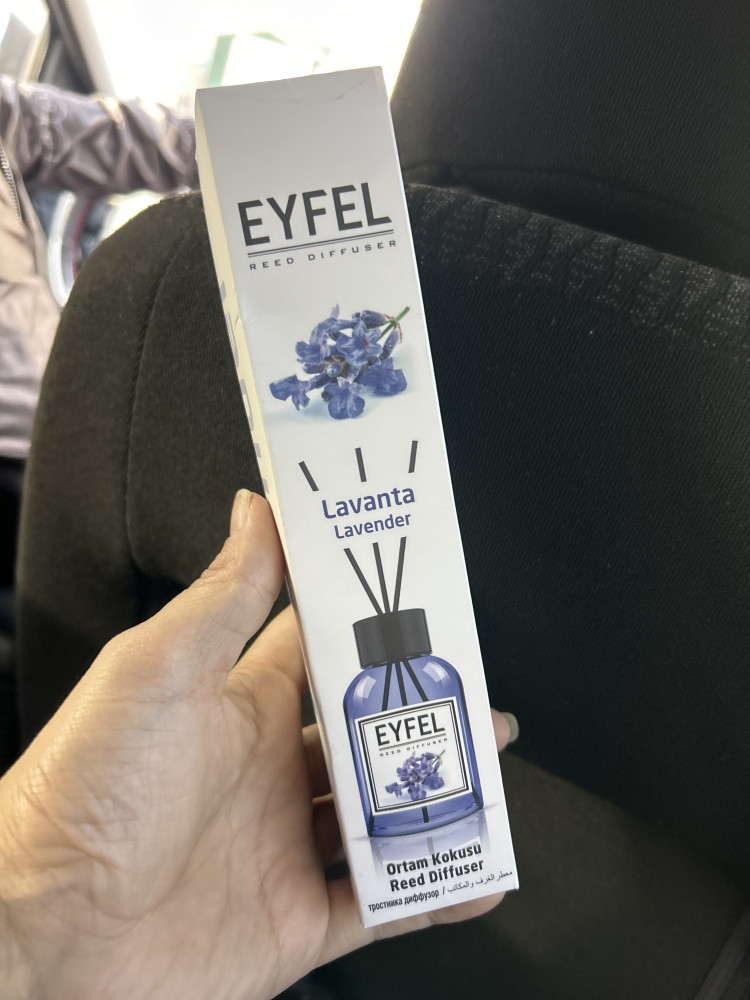 EYFEL
REED DIFFUSER
Lavanta
Lavender
EYFEL
REED DIFFUSER
Ortam Kokusu
Reed Diffuser
тростника диффузор / معطر الغرف والمكاتب